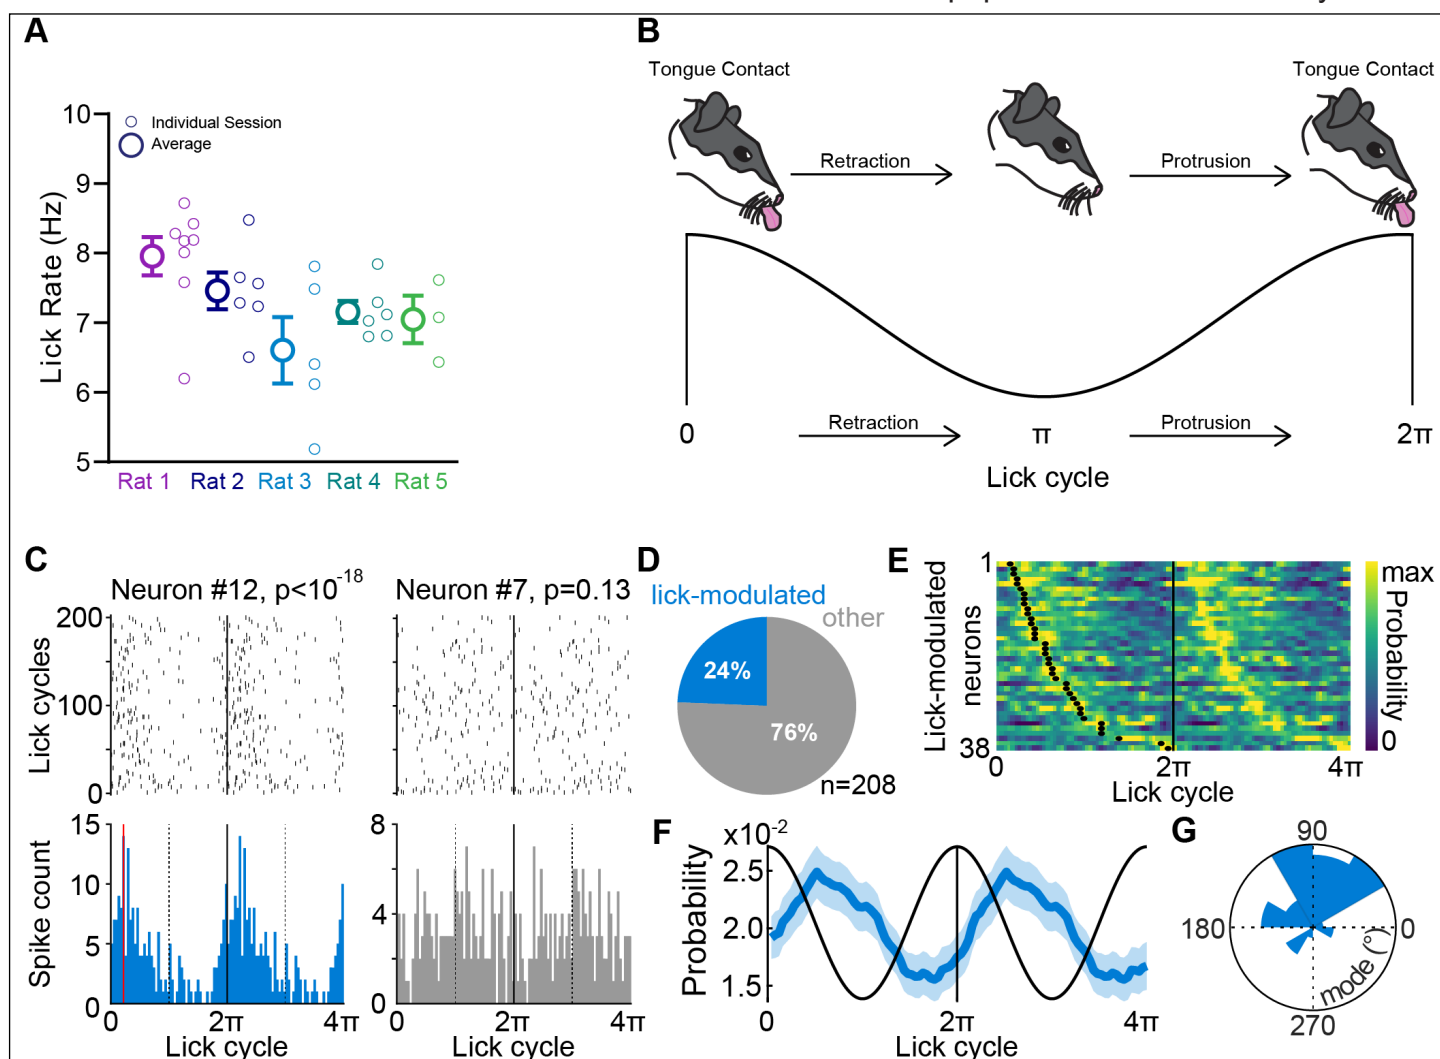 A
Individual Session
Average
10
9
8
7
6
5
Lick Rate (Hz)
Rat 1 Rat 2 Rat 3 Rat 4 Rat 5
B
Tongue Contact
Tongue Contact
Retraction
Protrusion
0
Retraction
π
Protrusion
2π
Lick cycle
C
Neuron #12, p<10-18
Neuron #7, p=0.13
200
100
0
Lick cycles
15
10
5
0
Spike count
0 2π 4π
Lick cycle
8
4
0
0 2π 4π
Lick cycle
D
lick-modulated
other
24%
76%
n=208
E
1
38
Lick-modulated
neurons
0 2π 4π
Lick cycle
max
0
Probability
F
x10-2
2.5
2.0
1.5
Probability
0 2π 4π
Lick cycle
G
90
180
0
270
mode (°)